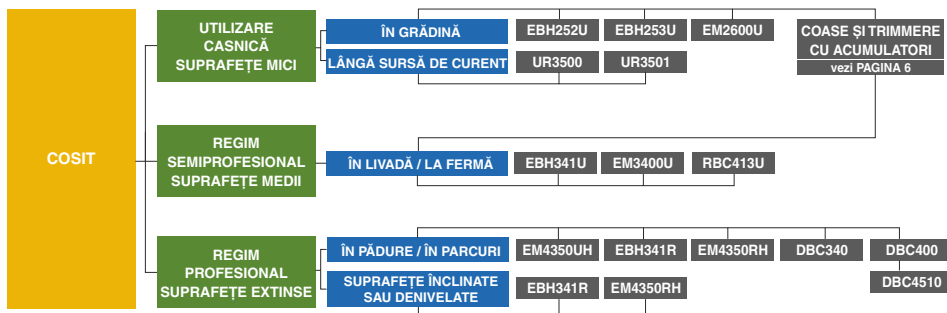 COSIT
UTILIZARE
CASNICĂ
SUPRAFEȚE MICI
ÎN GRĂDINĂ
EBH252U
EBH253U
EM2600U
COASE ȘI TRIMMERE
CU ACUMULATORI
vezi PAGINA 6
LÂNGĂ SURSĂ DE CURENT
UR3500
UR3501
REGIM
SEMIPROFESIONAL
SUPRAFEȚE MEDII
ÎN LIVADĂ / LA FERMĂ
EBH341U
EM3400U
RBC413U
REGIM
PROFESIONAL
SUPRAFEȚE EXTINSE
ÎN PĂDURE / ÎN PARCURI
EM4350UH
EBH341R
EM4350RH
DBC340
DBC400
DBC4510
SUPRAFEȚE ÎNCLINATE
SAU DENIVELATE
EBH341R
EM4350RH